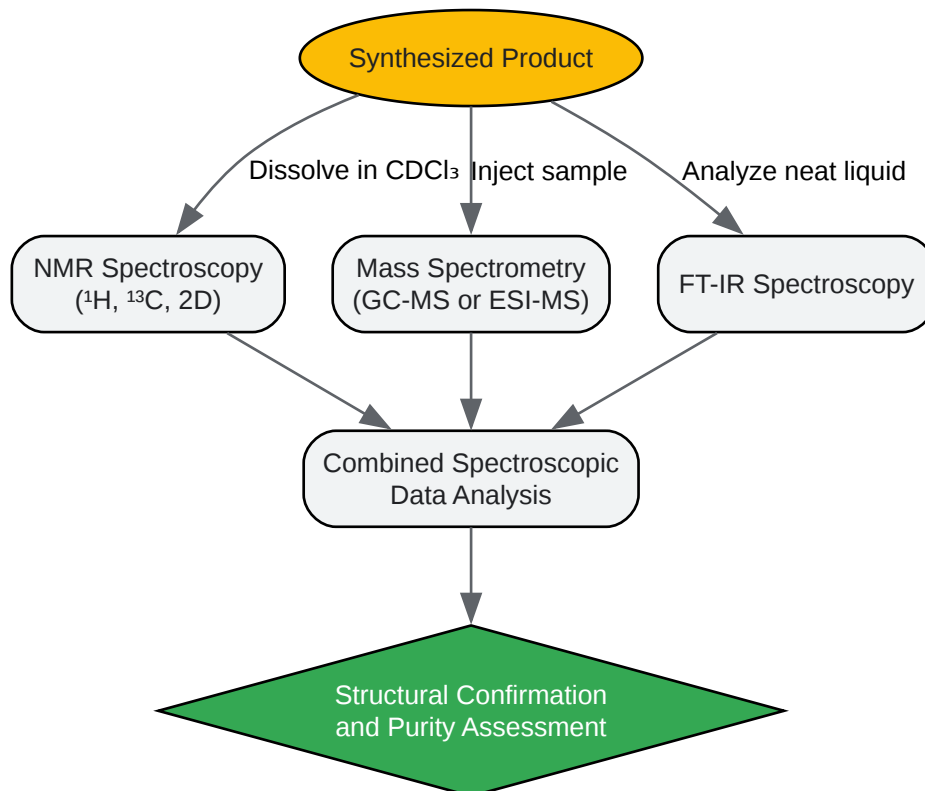 Synthesized Product
Dissolve in CDCl₃
Inject sample
Analyze neat liquid
NMR Spectroscopy
(¹H, ¹³C, 2D)
Mass Spectrometry
(GC-MS or ESI-MS)
FT-IR Spectroscopy
Combined Spectroscopic
Data Analysis
Structural Confirmation
and Purity Assessment